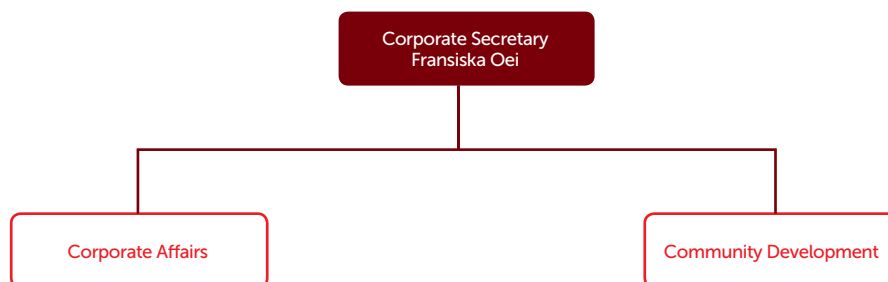 Corporate Secretary
Fransiska Oei
Corporate Affairs
Community Development